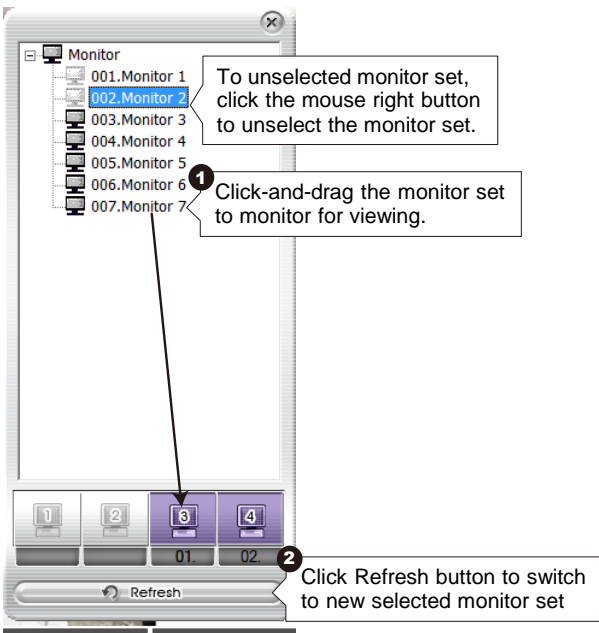 Monitor
001.Monitor 1
002.Monitor 2
003.Monitor 3
004.Monitor 4
005.Monitor 5
006.Monitor 6
007.Monitor 7
To unselected monitor set,
click the mouse right button
to unselect the monitor set.
1
Click-and-drag the monitor set
to monitor for viewing.
1 2 3 4
01. 02.
2
Click Refresh button to switch
to new selected monitor set
Refresh